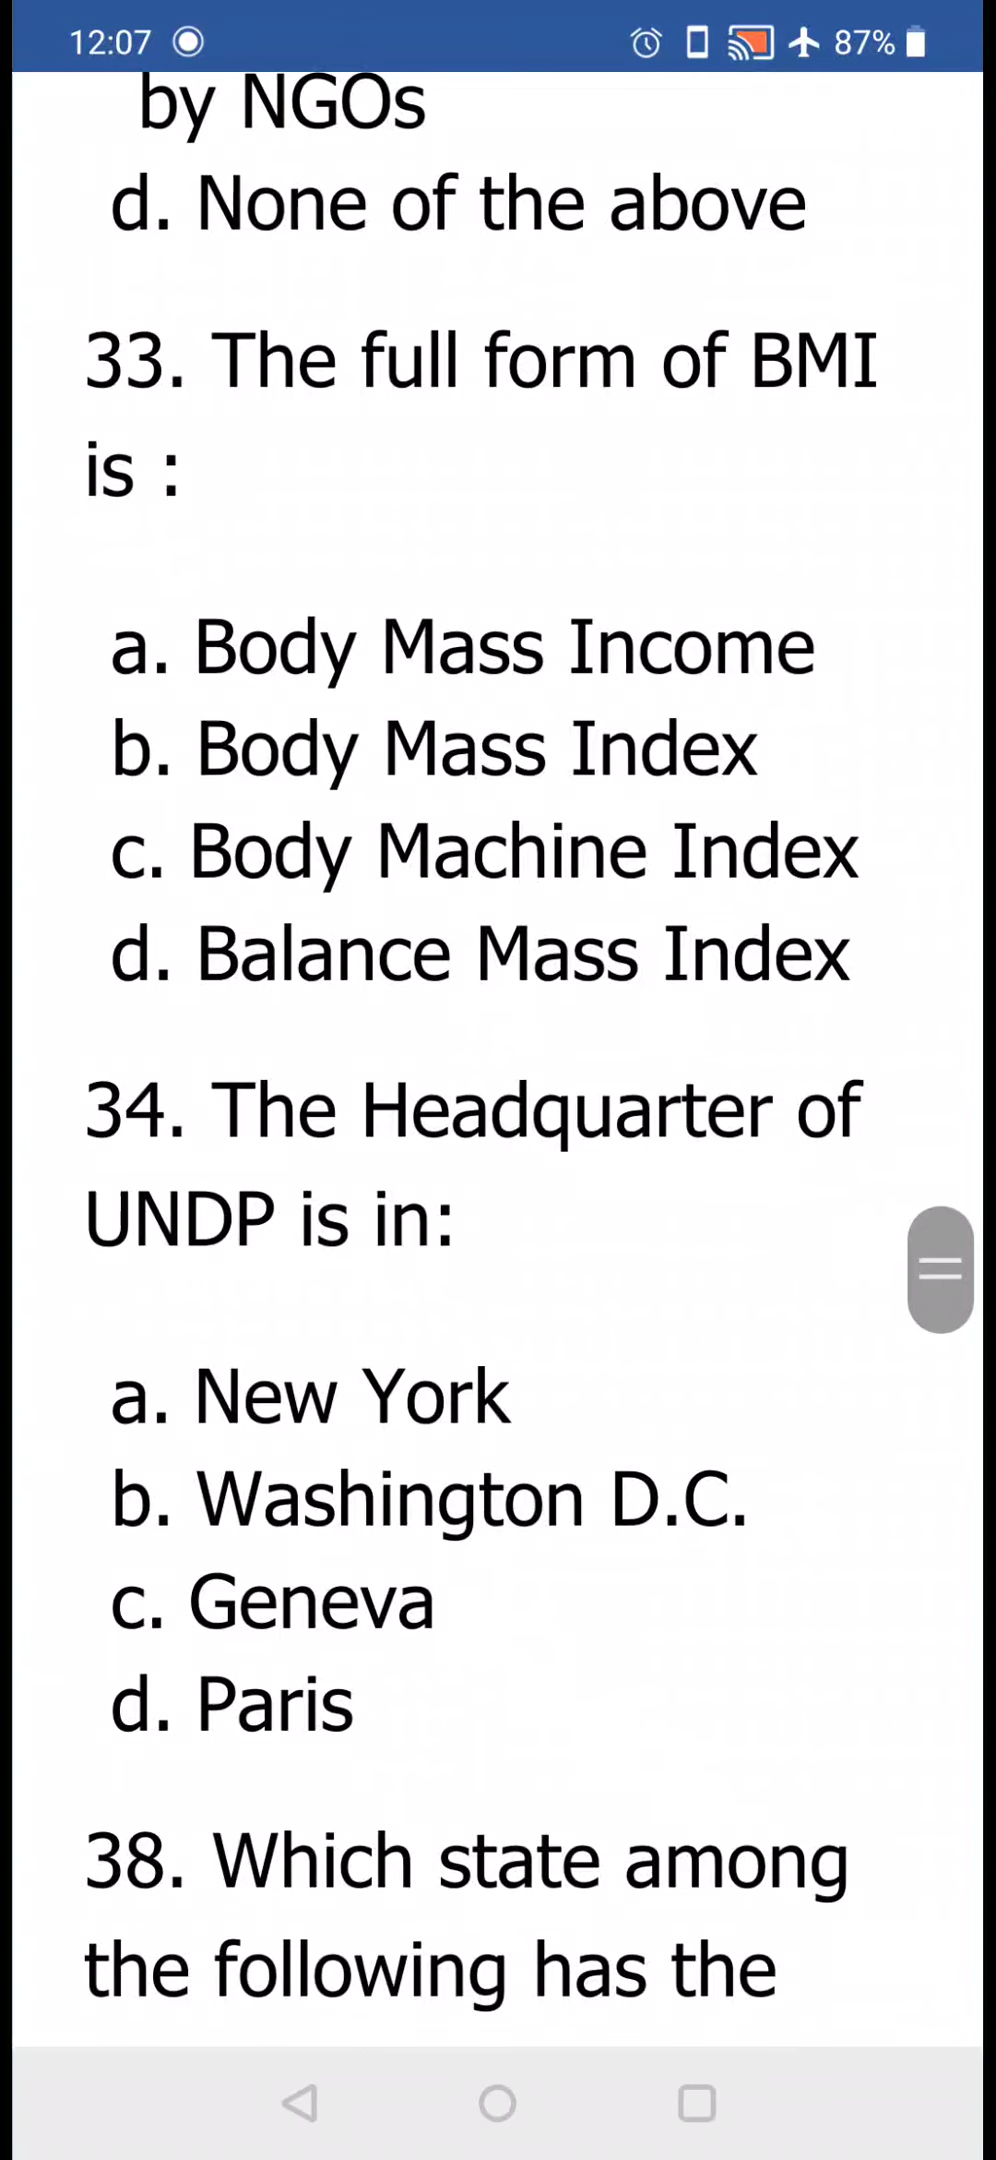 12:07
87%
by NGOs
d. None of the above
33. The full form of BMI
is :
a. Body Mass Income
b. Body Mass Index
c. Body Machine Index
d. Balance Mass Index
34. The Headquarter of
UNDP is in:
a. New York
b. Washington D.C.
c. Geneva
d. Paris
38. Which state among
the following has the